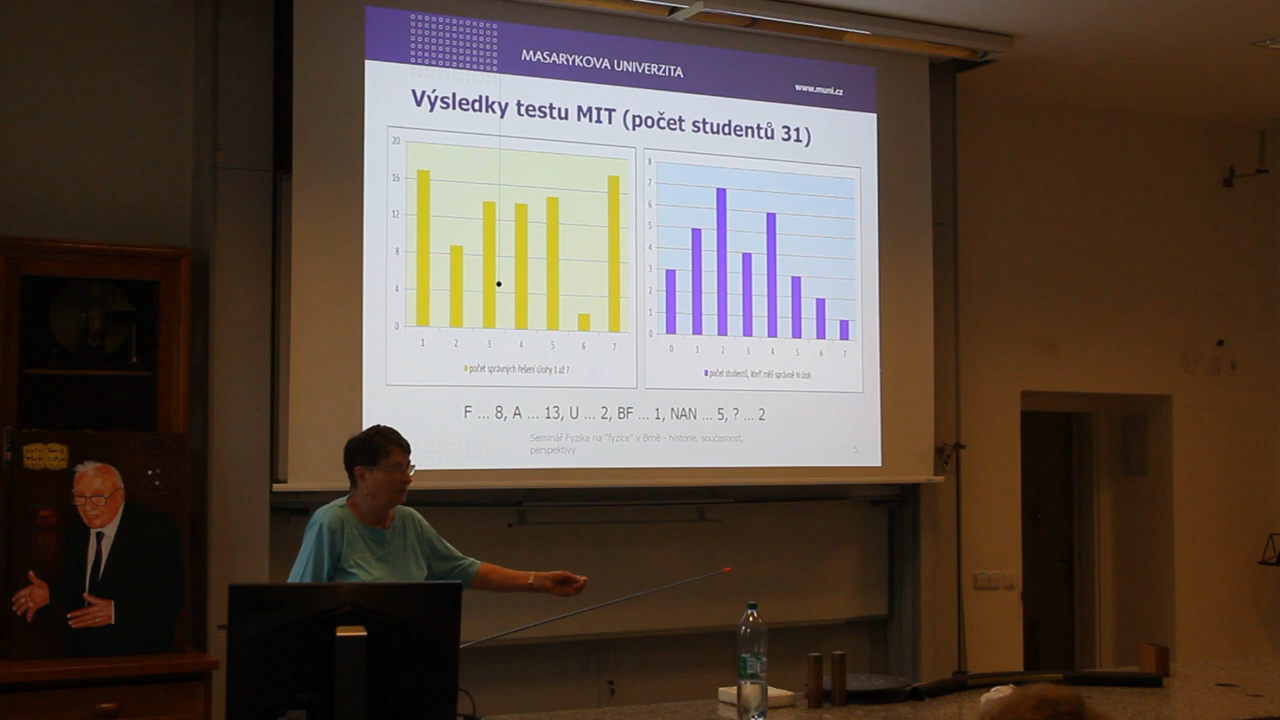 MASARYKOVA UNIVERZITA
www.muni.cz
Výsledky testu MIT (počet studentů 31)
20
16
12
8
4
0
1 2 3 4 5 6 7
počet správných řešení úlohy 1 až 7
8
7
6
5
4
3
2
1
0
0 1 2 3 4 5 6 7
počet studentů, kteří měli správně N úloh
F ... 8, A ... 13, U ... 2, BF ... 1, NAN ... 5, ? ... 2
Seminář Fyzika na "fyzice" v Brně - historie, současnost,
perspektivy
5